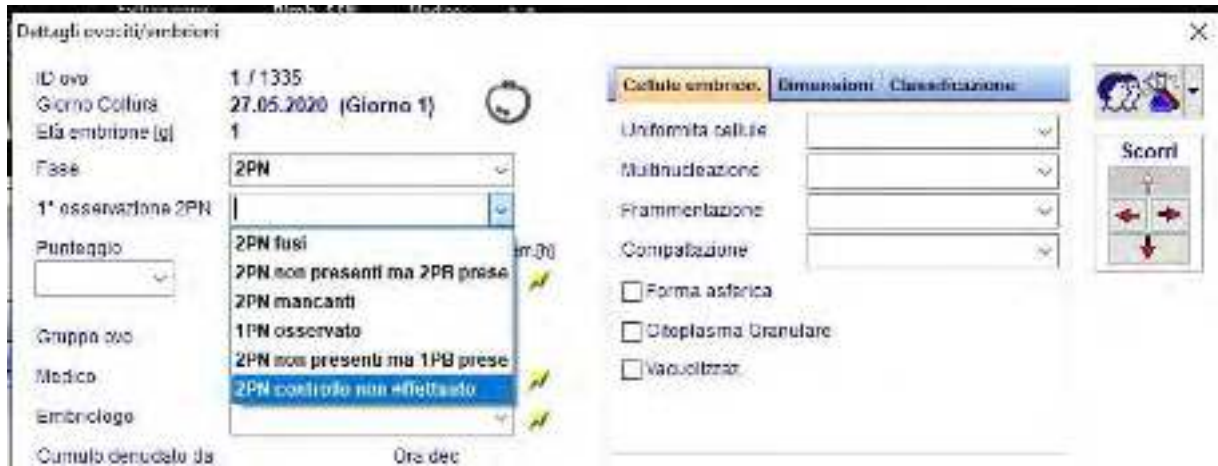 Dettagli ovociti/embrioni
ID ovo 1 / 1335
Giorno Coltura 27.05.2020 (Giorno 1)
Età embrione [g] 1
Fase 2PN
1° osservazione 2PN
Punteggio
2PN fusi
2PN non presenti ma 2PB prese
2PN mancanti
1PN osservato
2PN non presenti ma 1PB prese
2PN controllo non effettuato
Gruppo ovo
Medico
Embriologo
Cumulo denudato da Ora dec
Cellule embrion. Dimensioni Classificazione
Uniformità cellule
Multinucleazione
Frammentazione
Compattazione
Forma asferica
Citoplasma Granulare
Vacuolizzaz.
Scorri